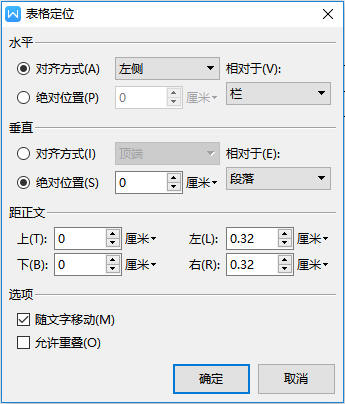 表格定位
水平
对齐方式(A) 左侧 相对于(V):
绝对位置(P) 0 厘米 栏
垂直
对齐方式(I) 顶端 相对于(E):
绝对位置(S) 0 厘米 段落
距正文
上(T): 0 厘米 左(L): 0.32 厘米
下(B): 0 厘米 右(R): 0.32 厘米
选项
随文字移动(M)
允许重叠(O)
确定 取消